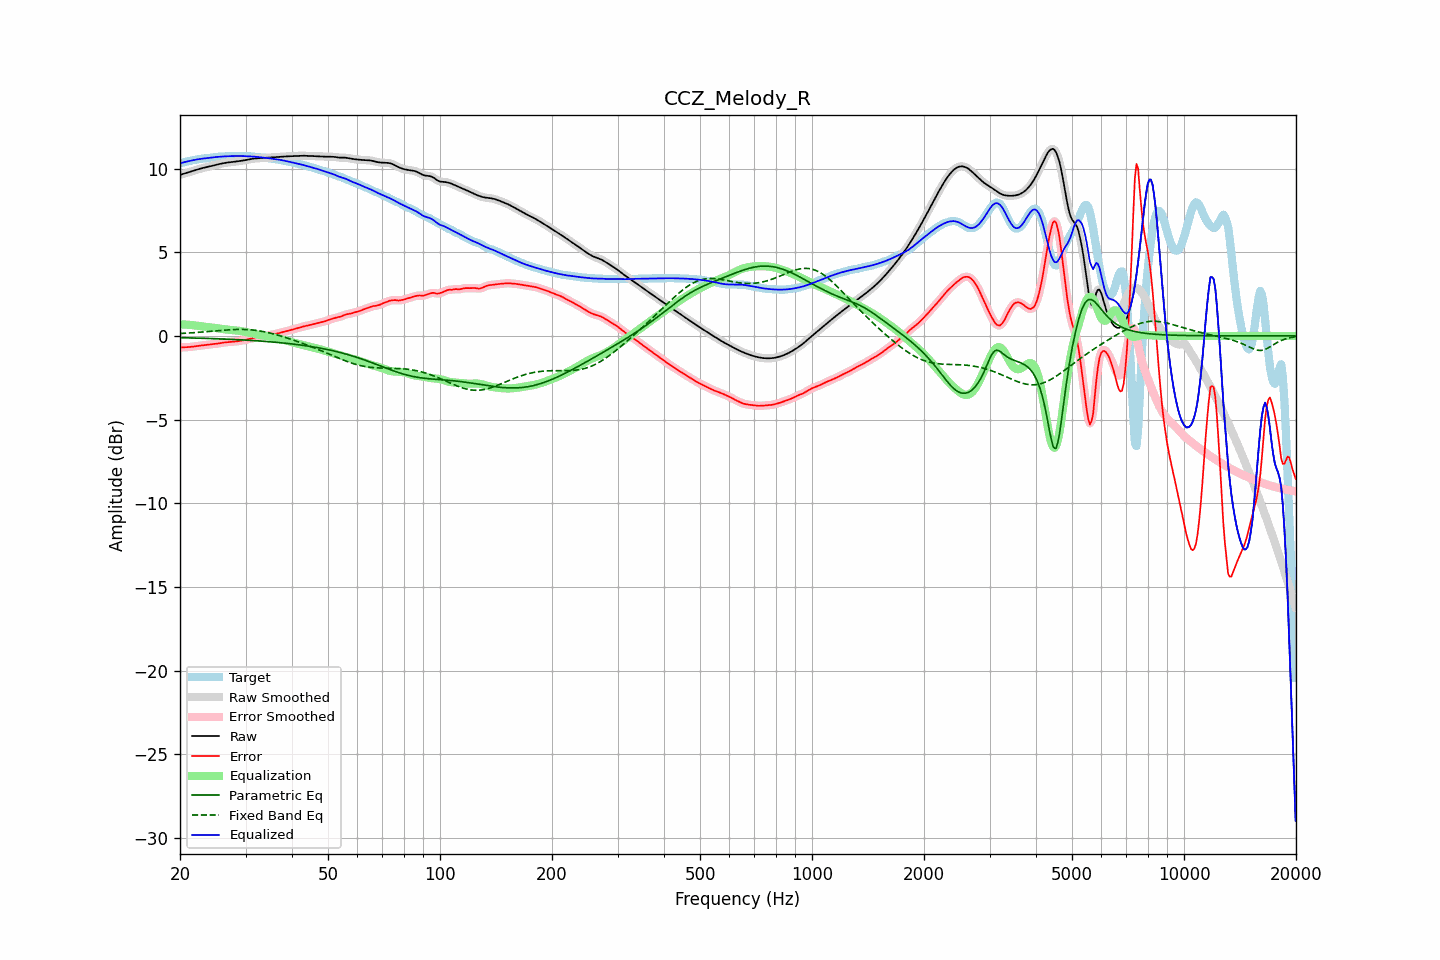 CCZ_Melody_R
Amplitude (dBr)
10
5
0
−5
−10
−15
−20
−25
−30
Target
Raw Smoothed
Error Smoothed
Raw
Error
Equalization
Parametric Eq
Fixed Band Eq
Equalized
20 50 100 200 500 1000 2000 5000 10000 20000
Frequency (Hz)